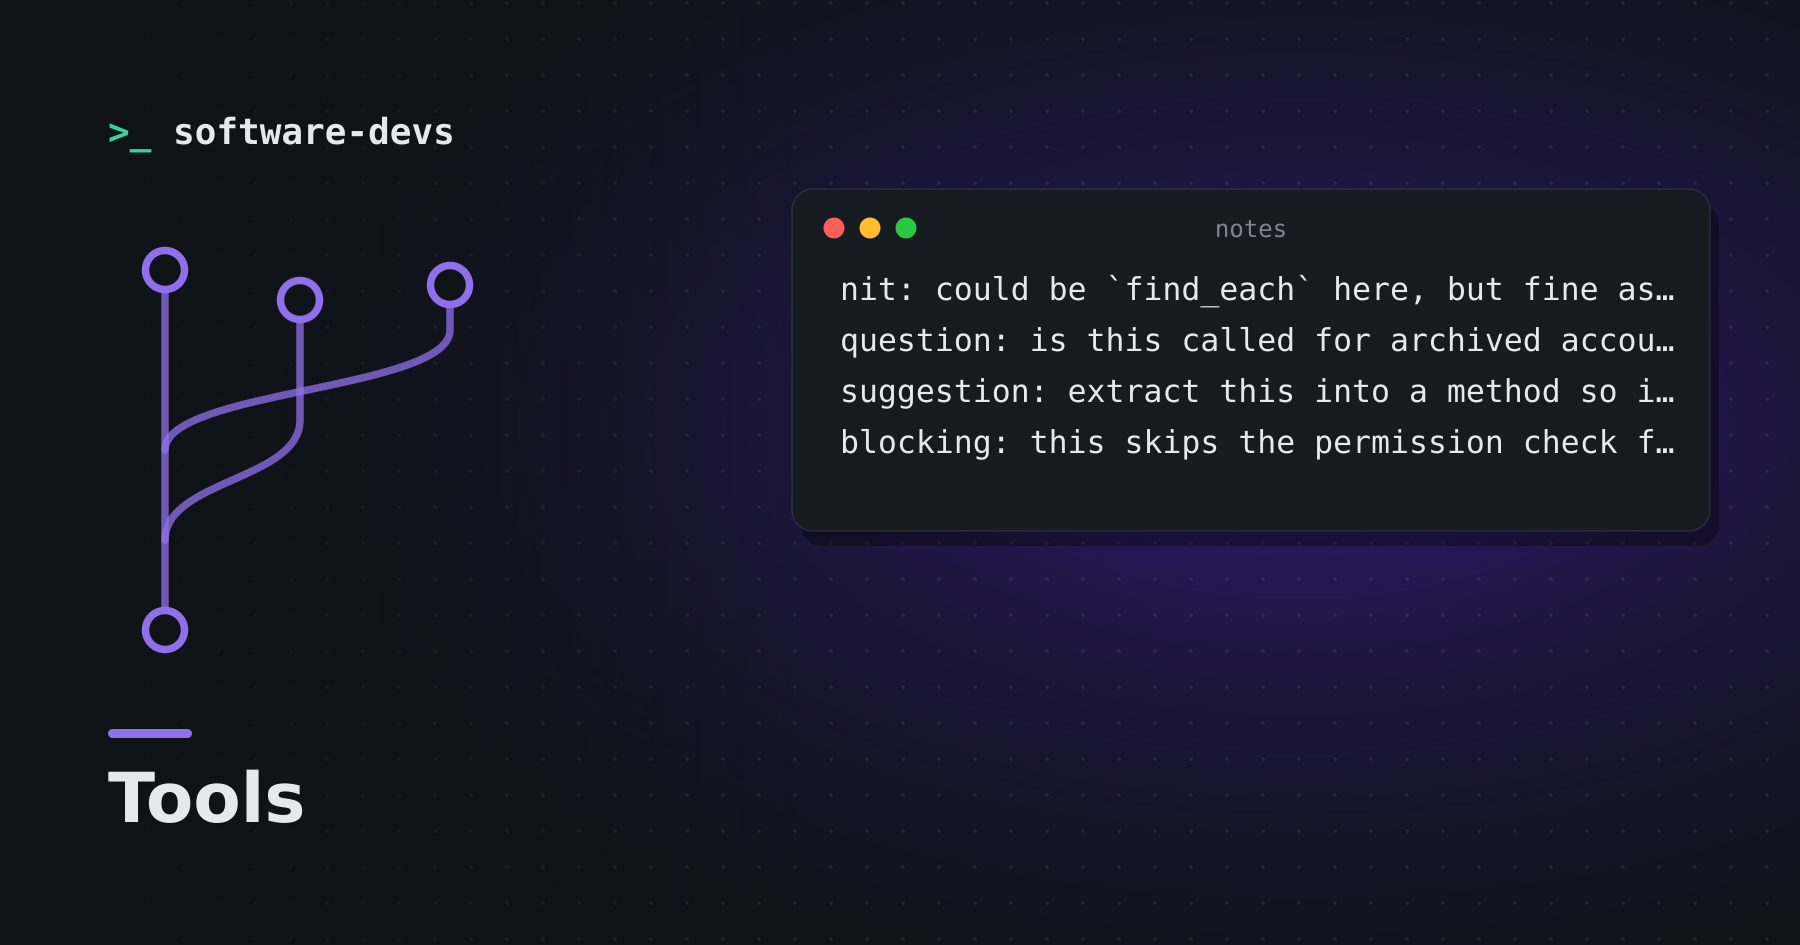 >_ software-devs
notes
nit: could be `find_each` here, but fine as…
question: is this called for archived accou…
suggestion: extract this into a method so i…
blocking: this skips the permission check f…
Tools